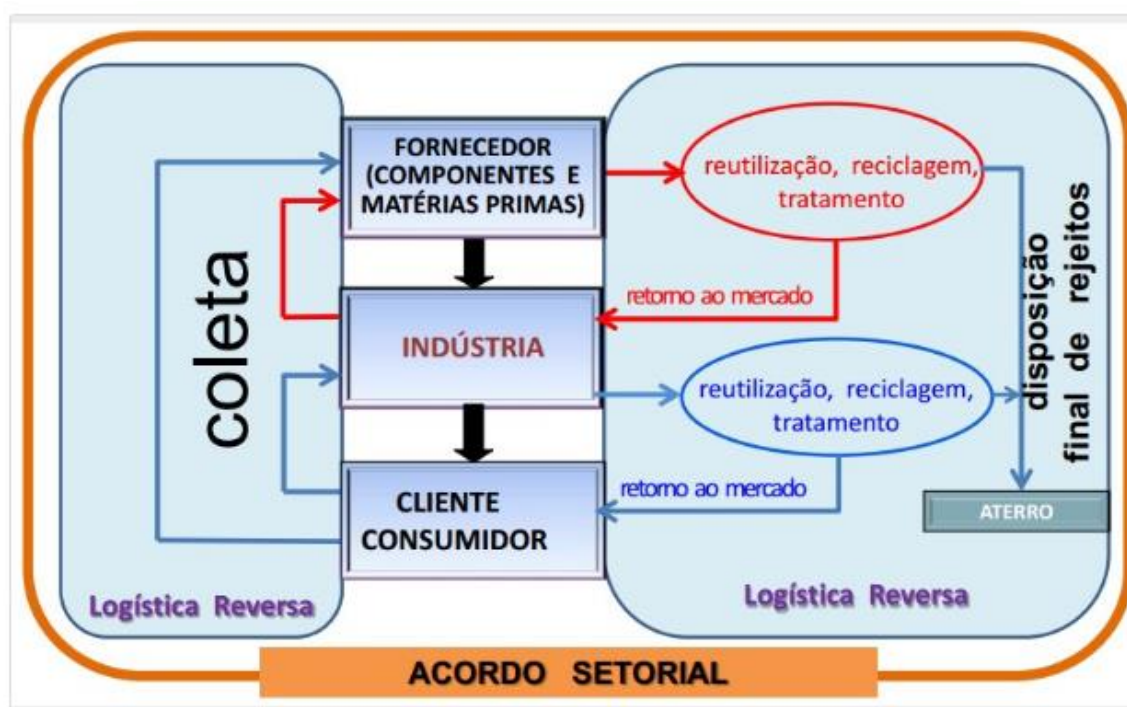 FORNECEDOR
(COMPONENTES E
MATÉRIAS PRIMAS)
reutilização, reciclagem,
tratamento
coleta
disposição
final de rejeitos
retorno ao mercado
INDÚSTRIA
reutilização, reciclagem,
tratamento
retorno ao mercado
CLIENTE
CONSUMIDOR
ATERRO
Logística Reversa
Logística Reversa
ACORDO SETORIAL